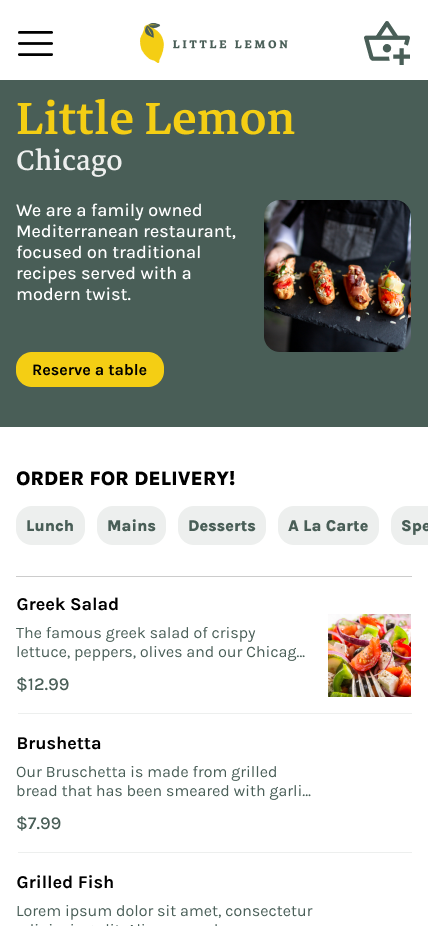 LITTLE LEMON
Little Lemon
Chicago
We are a family owned
Mediterranean restaurant,
focused on traditional
recipes served with a
modern twist.
Reserve a table
ORDER FOR DELIVERY!
Lunch Mains Desserts A La Carte Spe
Greek Salad
The famous greek salad of crispy
lettuce, peppers, olives and our Chicag...
$12.99
Brushetta
Our Bruschetta is made from grilled
bread that has been smeared with garli...
$7.99
Grilled Fish
Lorem ipsum dolor sit amet, consectetur